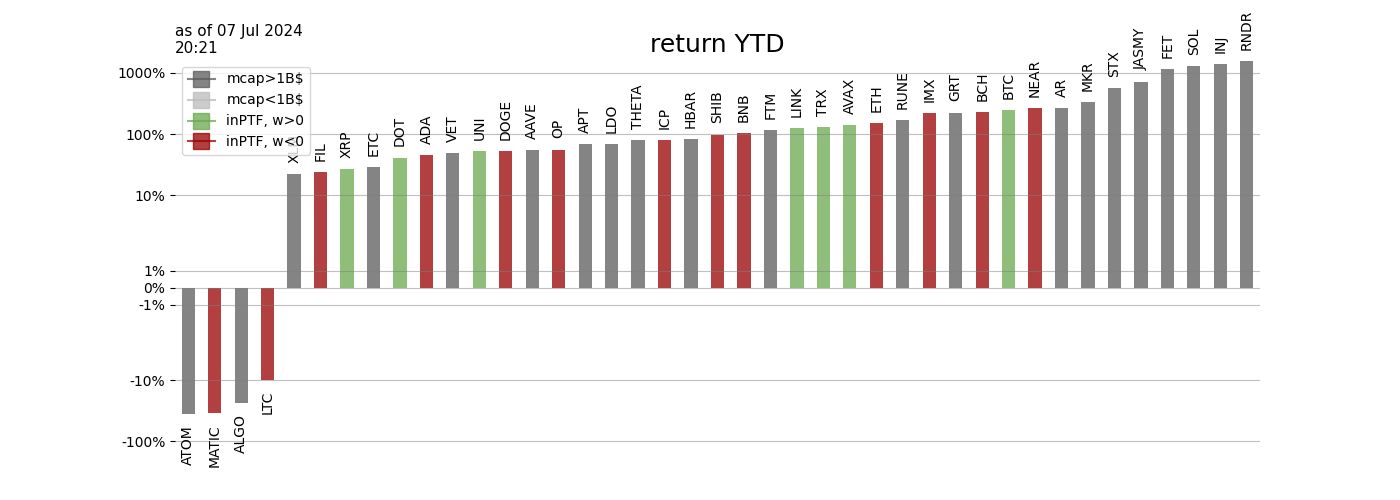 as of 07 Jul 2024
20:21
return YTD
mcap>1B$
mcap<1B$
inPTF, w>0
inPTF, w<0
1000%
100%
10%
1%
0%
-1%
-10%
-100%
ATOM
MATIC
ALGO
LTC
FIL
XRP
ETC
DOT
ADA
VET
UNI
DOGE
AAVE
OP
APT
LDO
THETA
ICP
HBAR
SHIB
BNB
FTM
LINK
TRX
AVAX
ETH
RUNE
IMX
GRT
BCH
BTC
NEAR
AR
MKR
STX
JASMY
FET
SOL
INJ
RNDR